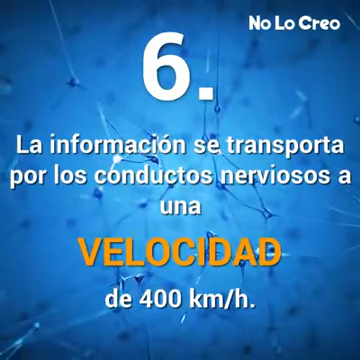 No Lo Creo
6.
La información se transporta
por los conductos nerviosos a
una
VELOCIDAD
de 400 km/h.